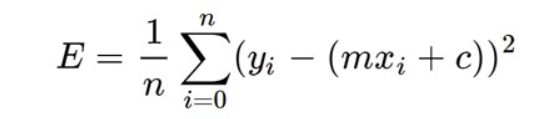 E = \frac{1}{n} \sum_{i=0}^{n} (y_i - (mx_i + c))^2